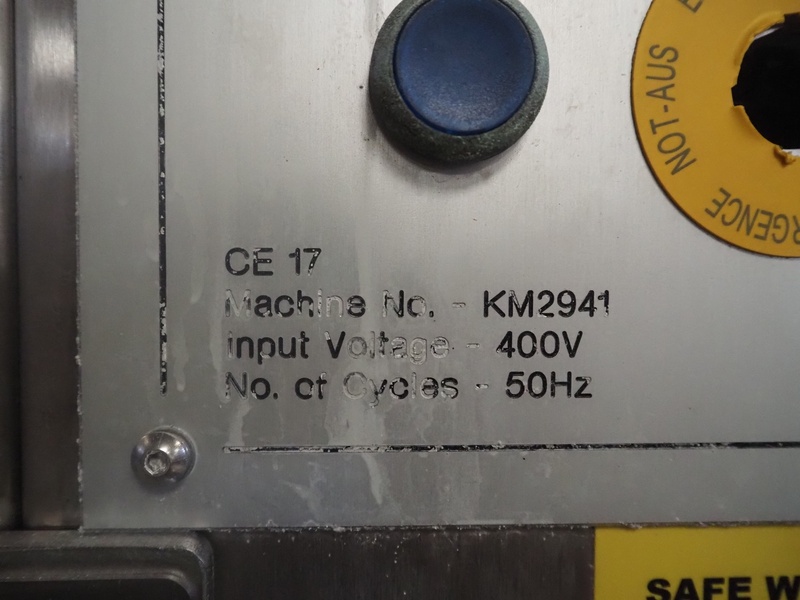 NOT-AUS
CE 17
Machine No. - KM2941
Input Voltage - 400V
No. of Cycles - 50Hz
SAFE